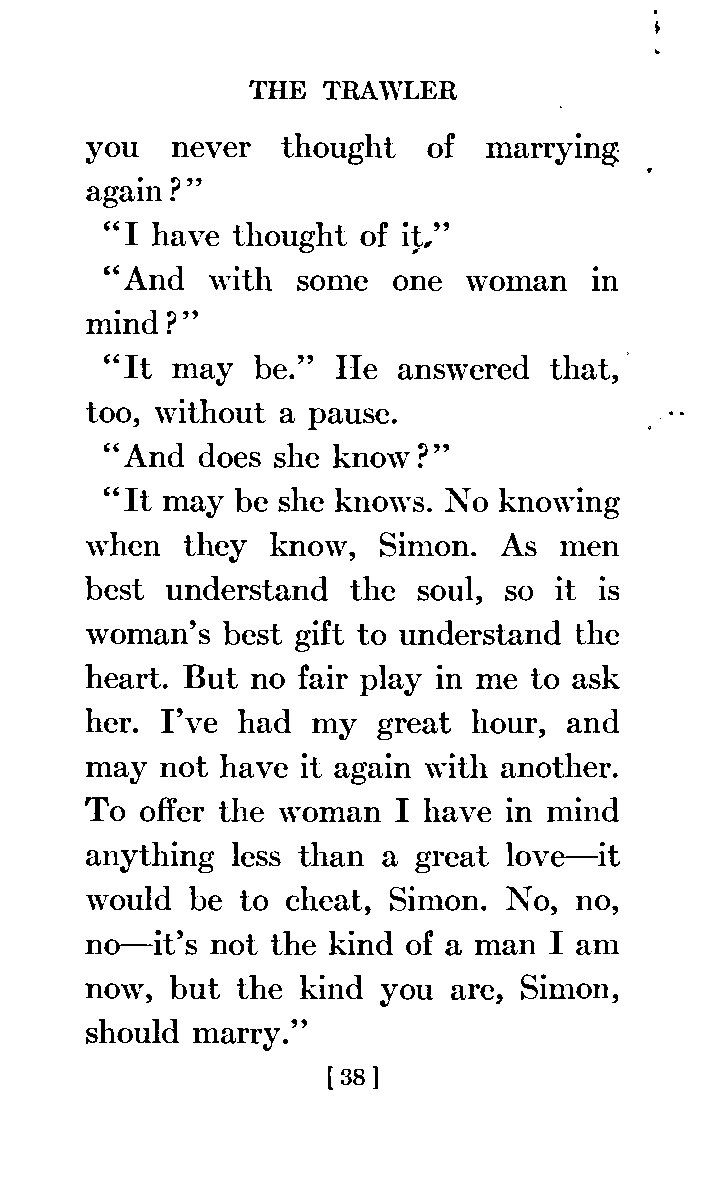 THE TRAWLER
you never thought of marrying
again?"
"I have thought of it."
"And with some one woman in
mind?"
"It may be." He answered that,
too, without a pause.
"And does she know?"
"It may be she knows. No knowing
when they know, Simon. As men
best understand the soul, so it is
woman's best gift to understand the
heart. But no fair play in me to ask
her. I've had my great hour, and
may not have it again with another.
To offer the woman I have in mind
anything less than a great love—it
would be to cheat, Simon. No, no,
no—it's not the kind of a man I am
now, but the kind you are, Simon,
should marry."
[38]